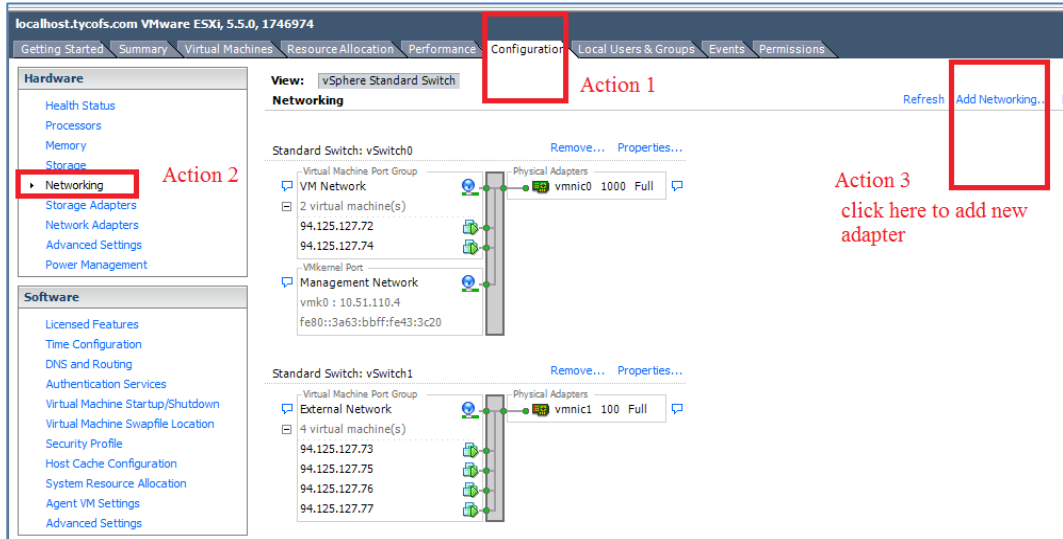 localhost.tycofs.com VMware ESXi, 5.5.0, 1746974
Getting Started Summary Virtual Machines Resource Allocation Performance Configuration Local Users & Groups Events Permissions
Hardware
Health Status
Processors
Memory
Storage
Networking
Storage Adapters
Network Adapters
Advanced Settings
Power Management
Action 2
Software
Licensed Features
Time Configuration
DNS and Routing
Authentication Services
Virtual Machine Startup/Shutdown
Virtual Machine Swapfile Location
Security Profile
Host Cache Configuration
System Resource Allocation
Agent VM Settings
Advanced Settings
View: vSphere Standard Switch
Action 1
Networking
Refresh Add Networking...
Action 3
click here to add new
adapter
Standard Switch: vSwitch0 Remove... Properties...
Virtual Machine Port Group Physical Adapters
VM Network vmnic0 1000 Full
2 virtual machine(s)
94.125.127.72
94.125.127.74
VMkernel Port
Management Network
vmk0 : 10.51.110.4
fe80::3a63:bbff:fe43:3c20
Standard Switch: vSwitch1 Remove... Properties...
Virtual Machine Port Group Physical Adapters
External Network vmnic1 100 Full
4 virtual machine(s)
94.125.127.73
94.125.127.75
94.125.127.76
94.125.127.77